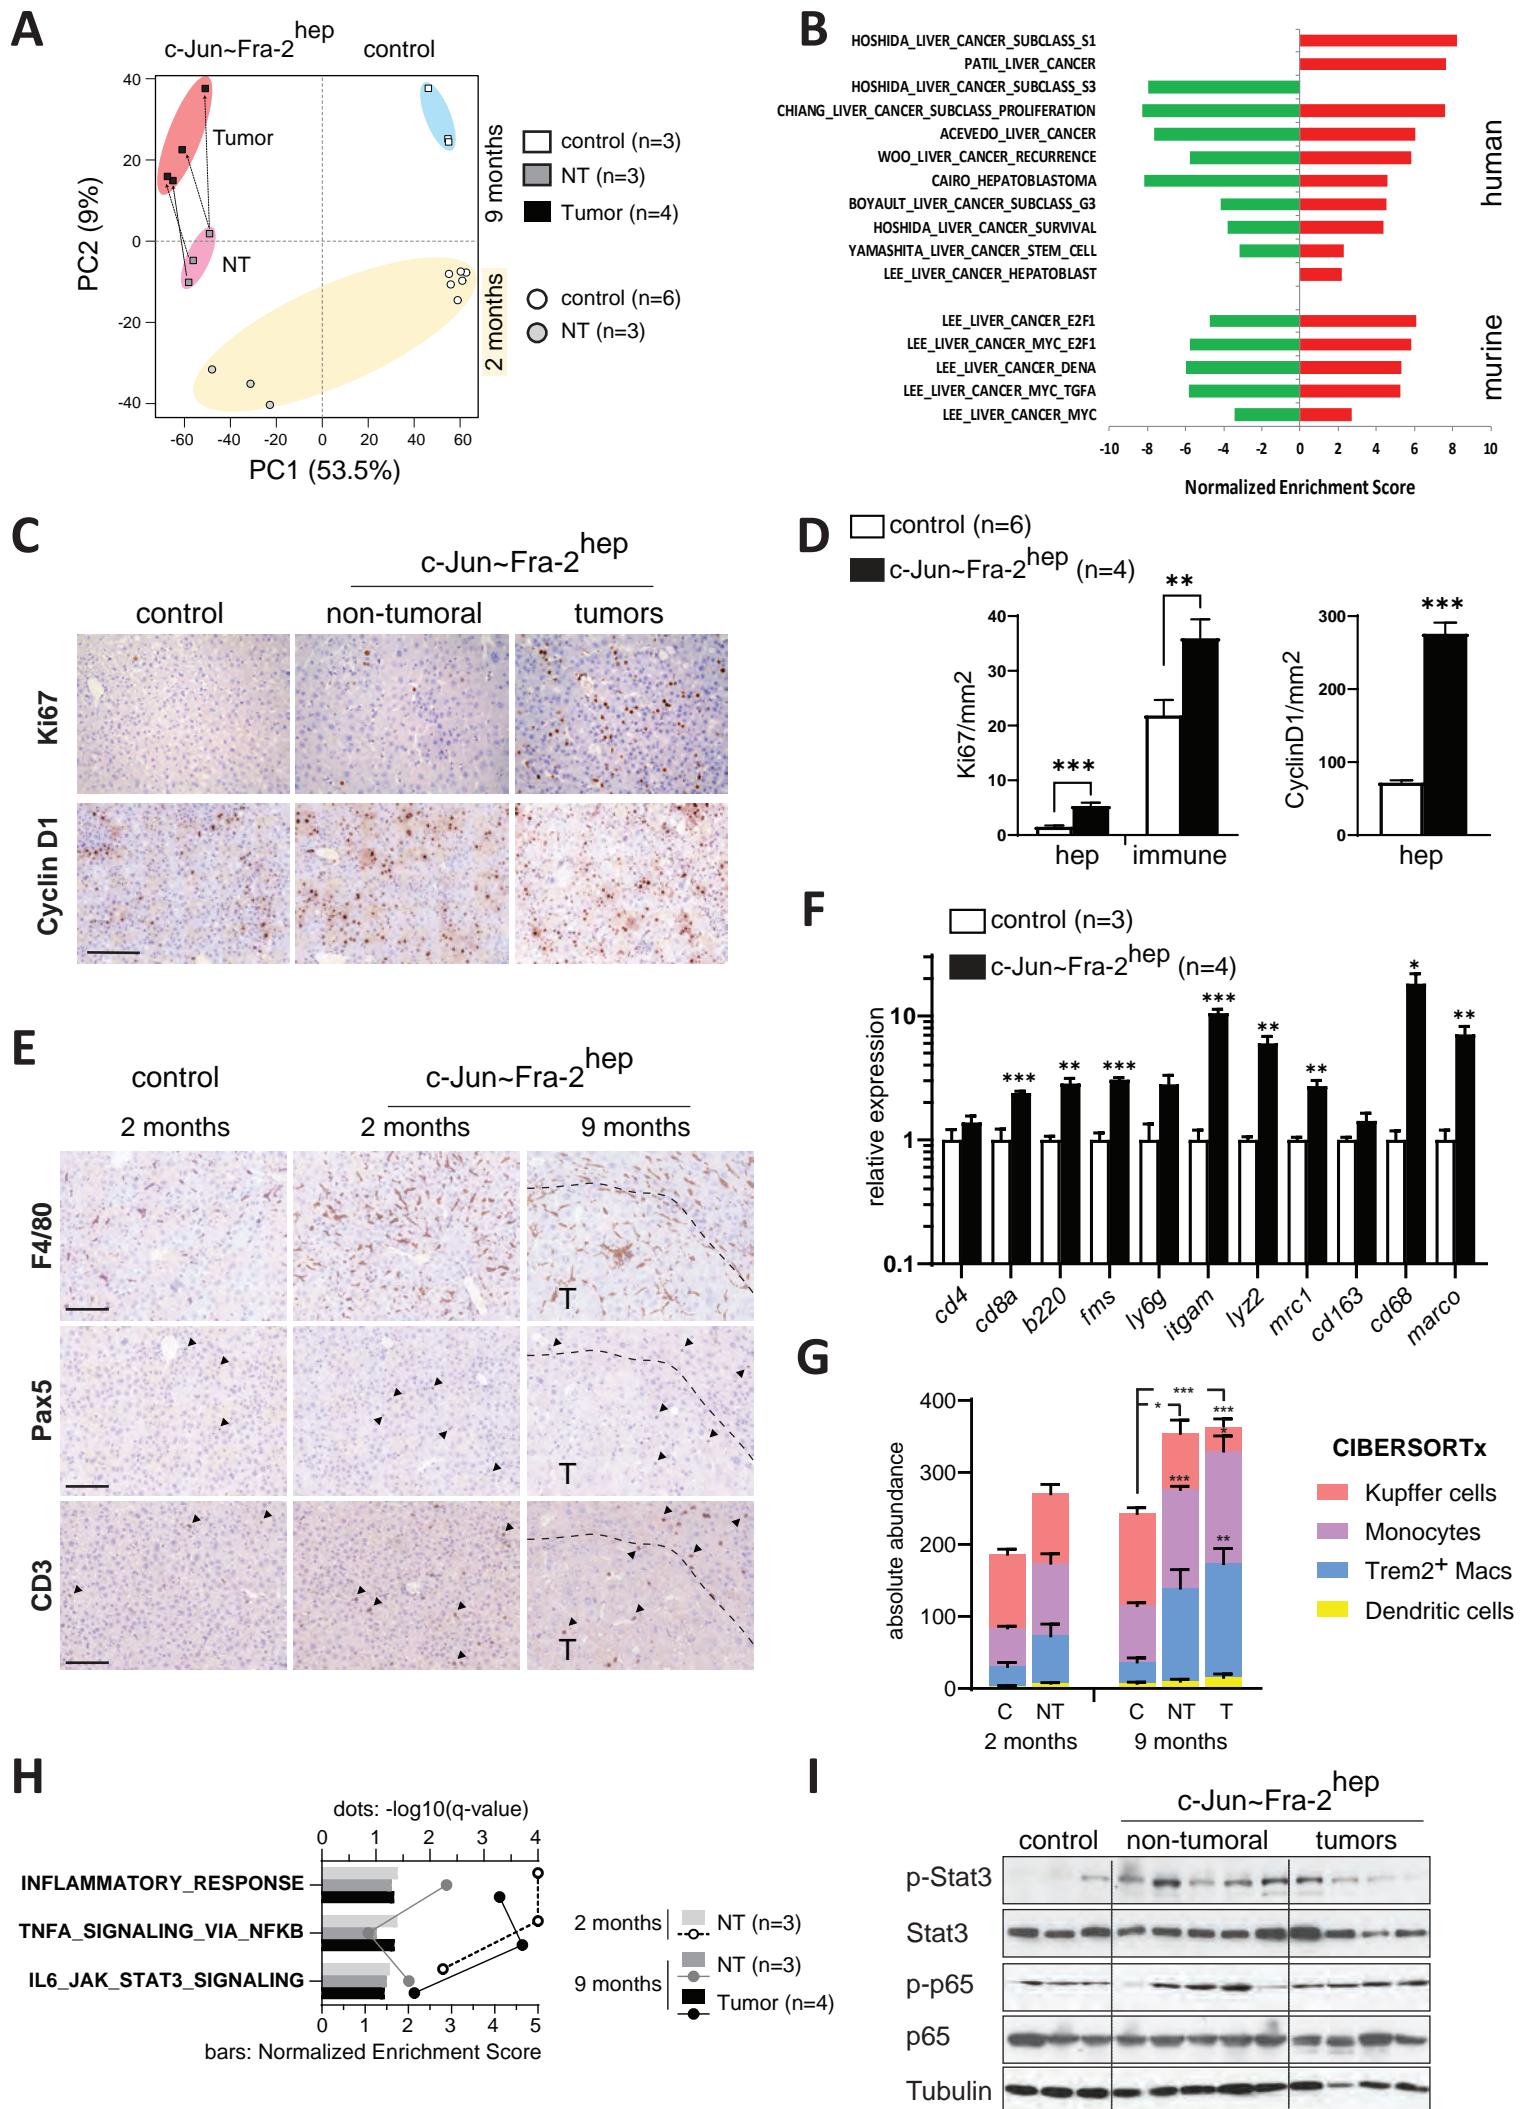 A
c-Jun~Fra-2hep control
40
20
0
-20
-40
PC2 (9%)
Tumor
NT
-60 -40 -20 0 20 40 60
PC1 (53.5%)
9 months
control (n=3)
NT (n=3)
Tumor (n=4)
2 months
control (n=6)
NT (n=3)
B
HOSHIDA_LIVER_CANCER_SUBCLASS_S1
PATIL_LIVER_CANCER
HOSHIDA_LIVER_CANCER_SUBCLASS_S3
CHIANG_LIVER_CANCER_SUBCLASS_PROLIFERATION
ACEVEDO_LIVER_CANCER
WOO_LIVER_CANCER_RECURRENCE
CAIRO_HEPATOBLASTOMA
BOYAULT_LIVER_CANCER_SUBCLASS_G3
HOSHIDA_LIVER_CANCER_SURVIVAL
YAMASHITA_LIVER_CANCER_STEM_CELL
LEE_LIVER_CANCER_HEPATOBLAST
human
LEE_LIVER_CANCER_E2F1
LEE_LIVER_CANCER_MYC_E2F1
LEE_LIVER_CANCER_DENA
LEE_LIVER_CANCER_MYC_TGFA
LEE_LIVER_CANCER_MYC
murine
-10 -8 -6 -4 -2 0 2 4 6 8 10
Normalized Enrichment Score
C
c-Jun~Fra-2hep
control non-tumoral tumors
Ki67
Cyclin D1
D
control (n=6)
c-Jun~Fra-2hep (n=4)
40
30
20
10
0
Ki67/mm2
***
**
hep immune
300
200
100
0
CyclinD1/mm2
***
hep
E
control c-Jun~Fra-2hep
2 months 2 months 9 months
F4/80
T
Pax5
T
CD3
T
F
control (n=3)
c-Jun~Fra-2hep (n=4)
10
1
0.1
relative expression
*** ** *** *** ** ** * **
cd4 cd8a b220 fms ly6g itgam lyz2 mrc1 cd163 cd68 marco
G
400
300
200
100
0
absolute abundance
***
*
***
*
***
**
C NT C NT T
2 months 9 months
CIBERSORTx
Kupffer cells
Monocytes
Trem2+ Macs
Dendritic cells
H
dots: -log10(q-value)
0 1 2 3 4
INFLAMMATORY_RESPONSE
TNFA_SIGNALING_VIA_NFKB
IL6_JAK_STAT3_SIGNALING
0 1 2 3 4 5
bars: Normalized Enrichment Score
2 months NT (n=3)
9 months NT (n=3)
Tumor (n=4)
I
c-Jun~Fra-2hep
control non-tumoral tumors
p-Stat3
Stat3
p-p65
p65
Tubulin